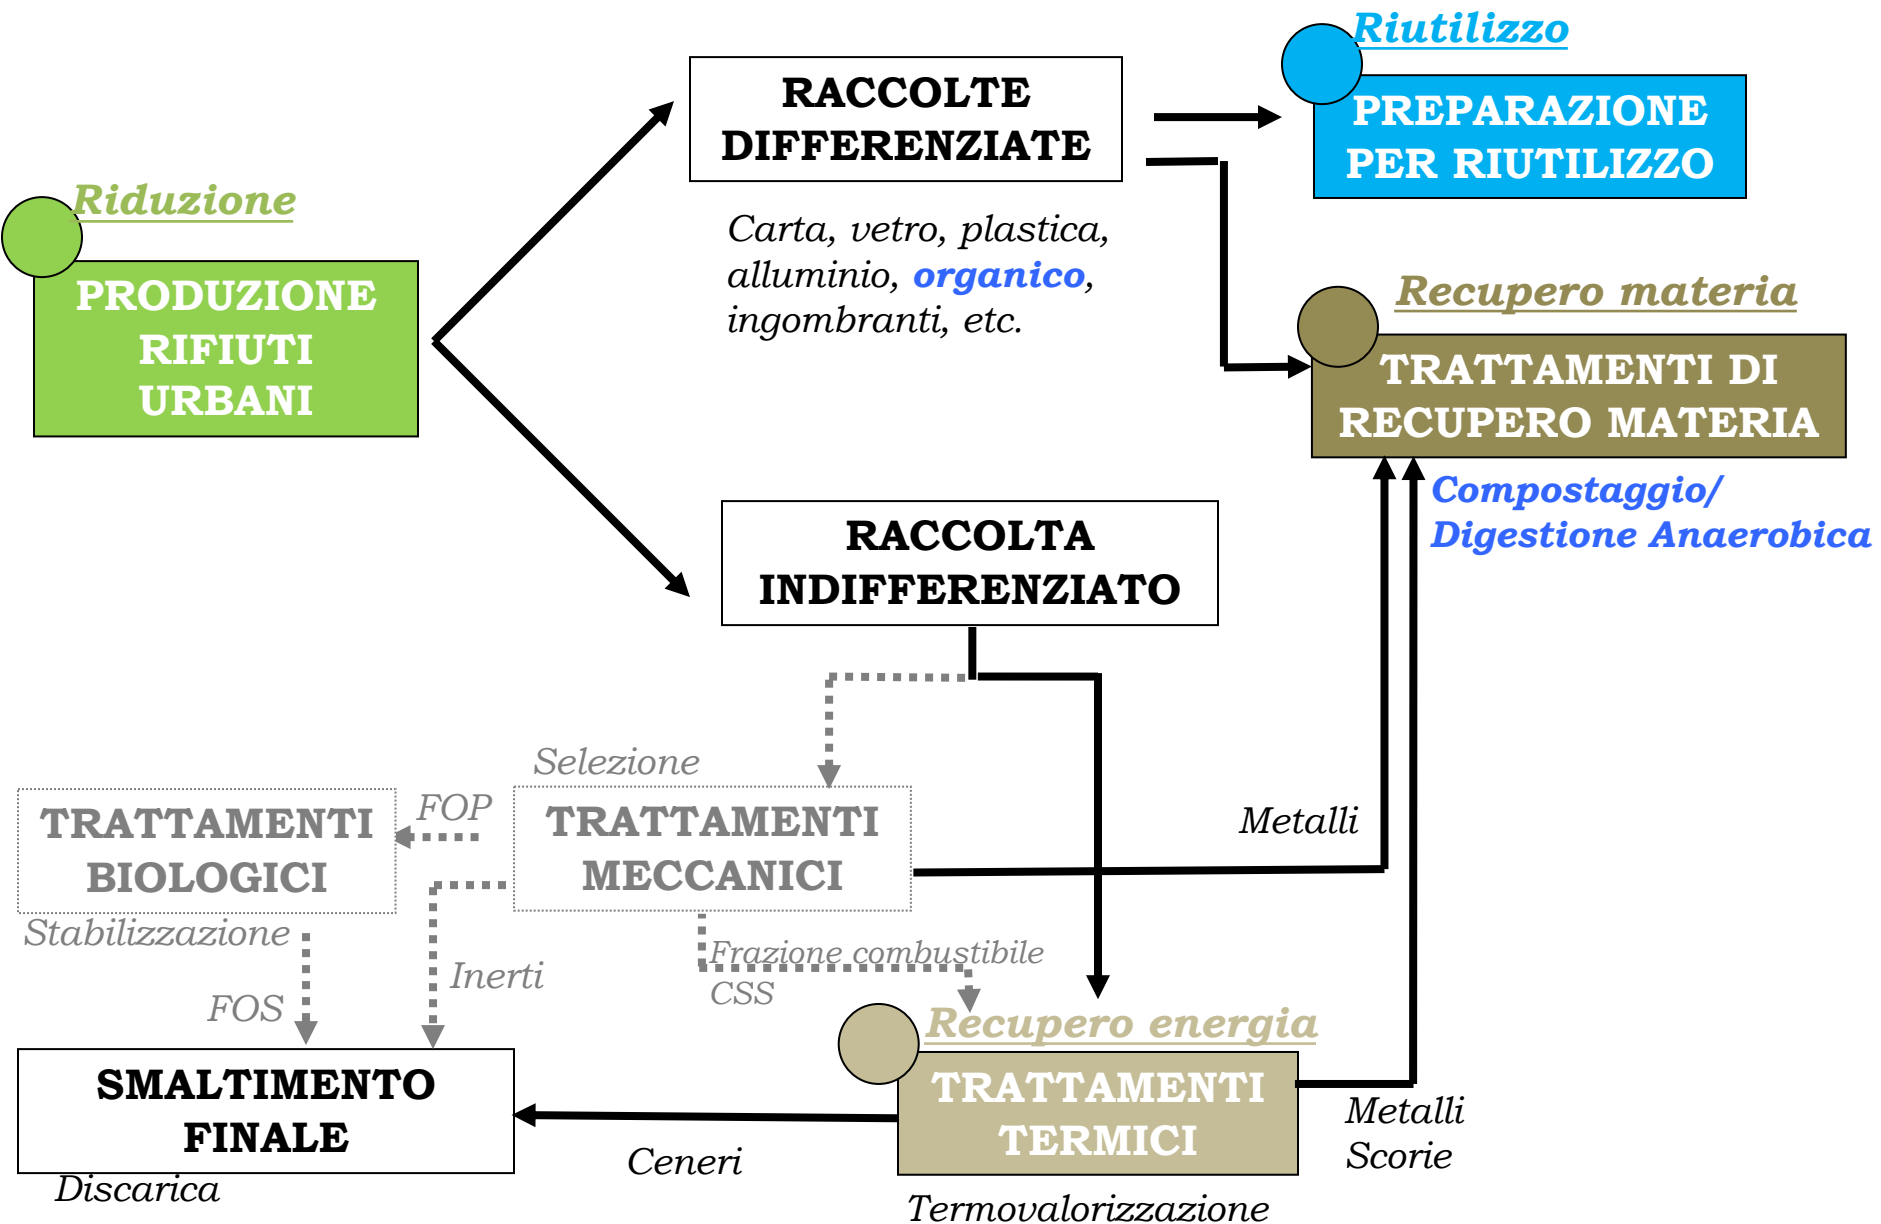 Riutilizzo
RACCOLTE
DIFFERENZIATE
PREPARAZIONE
PER RIUTILIZZO
Riduzione
PRODUZIONE
RIFIUTI
URBANI
Carta, vetro, plastica,
alluminio, organico,
ingombranti, etc.
Recupero materia
TRATTAMENTI DI
RECUPERO MATERIA
Compostaggio/
Digestione Anaerobica
RACCOLTA
INDIFFERENZIATO
Selezione
TRATTAMENTI
BIOLOGICI
FOP
TRATTAMENTI
MECCANICI
Metalli
Stabilizzazione
FOS
Inerti
Frazione combustibile
CSS
Recupero energia
SMALTIMENTO
FINALE
TRATTAMENTI
TERMICI
Metalli
Scorie
Ceneri
Discarica
Termovalorizzazione